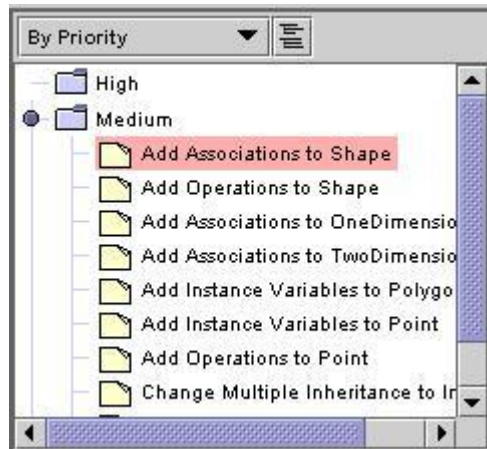 By Priority
High
Medium
Add Associations to Shape
Add Operations to Shape
Add Associations to OneDimensio
Add Associations to TwoDimensio
Add Instance Variables to Polygo
Add Instance Variables to Point
Add Operations to Point
Change Multiple Inheritance to Ir